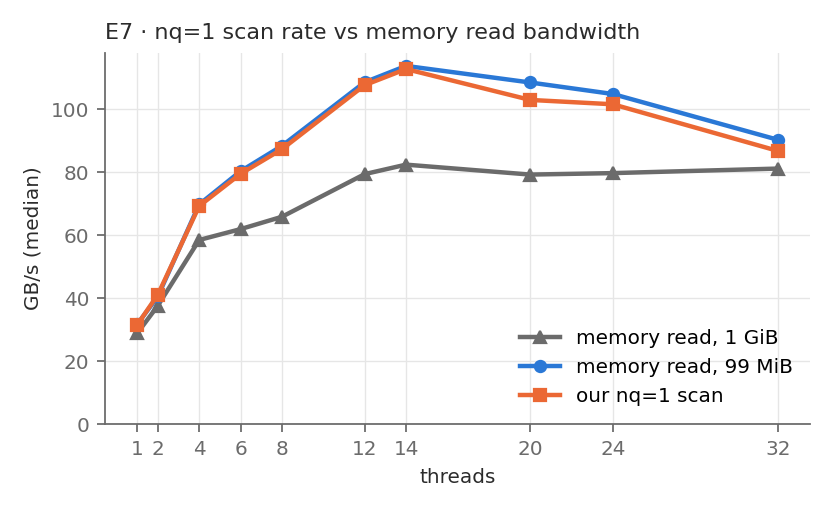 E7 · nq=1 scan rate vs memory read bandwidth
GB/s (median)
100
80
60
40
20
0
memory read, 1 GiB
memory read, 99 MiB
our nq=1 scan
1 2 4 6 8 12 14 20 24 32
threads